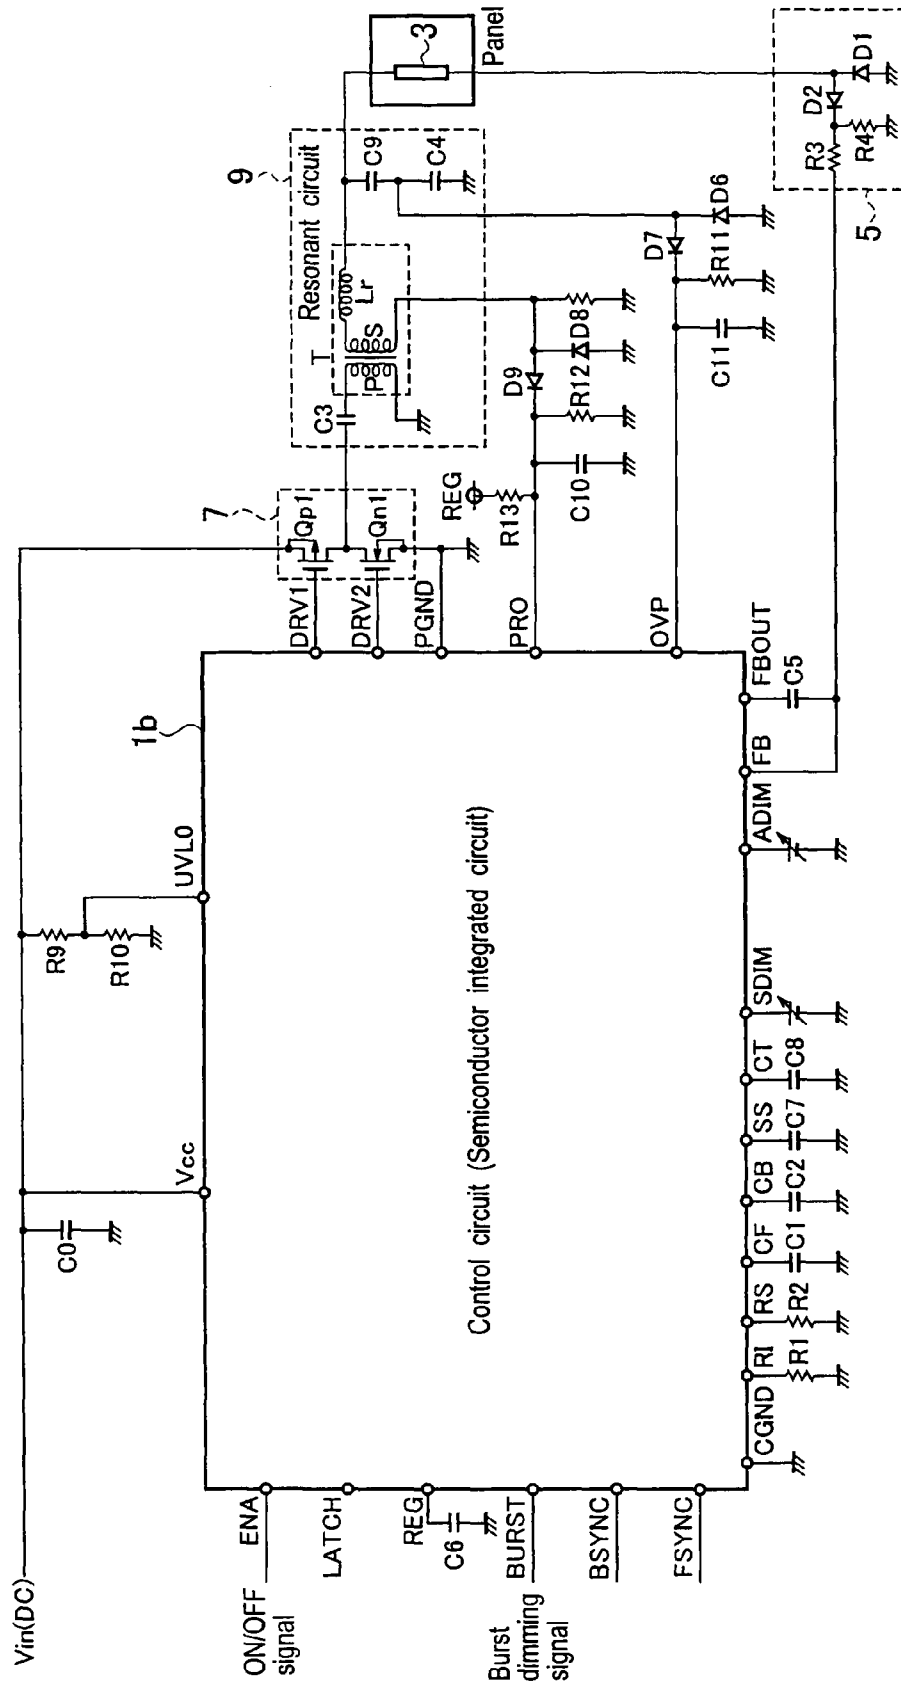 Vin(DC)
C0
Vcc
R9
R10
UVL0
1b
7
Qp1
Qn1
DRV1
DRV2
PGND
PRO
OVP
C3
T
P
S
Lr
9
Resonant circuit
C9
C4
3
Panel
REG
R13
C10
R12
D9
D8
C11
R11
D7
D6
5
R3
R4
D2
D1
Control circuit (Semiconductor integrated circuit)
ON/OFF
signal
ENA
LATCH
REG
C6
Burst
dimming
signal
BURST
BSYNC
FSYNC
CGND
RI
R1
RS
R2
CF
C1
CB
C2
SS
C7
CT
C8
SDIM
ADIM
FB
FBOUT
C5